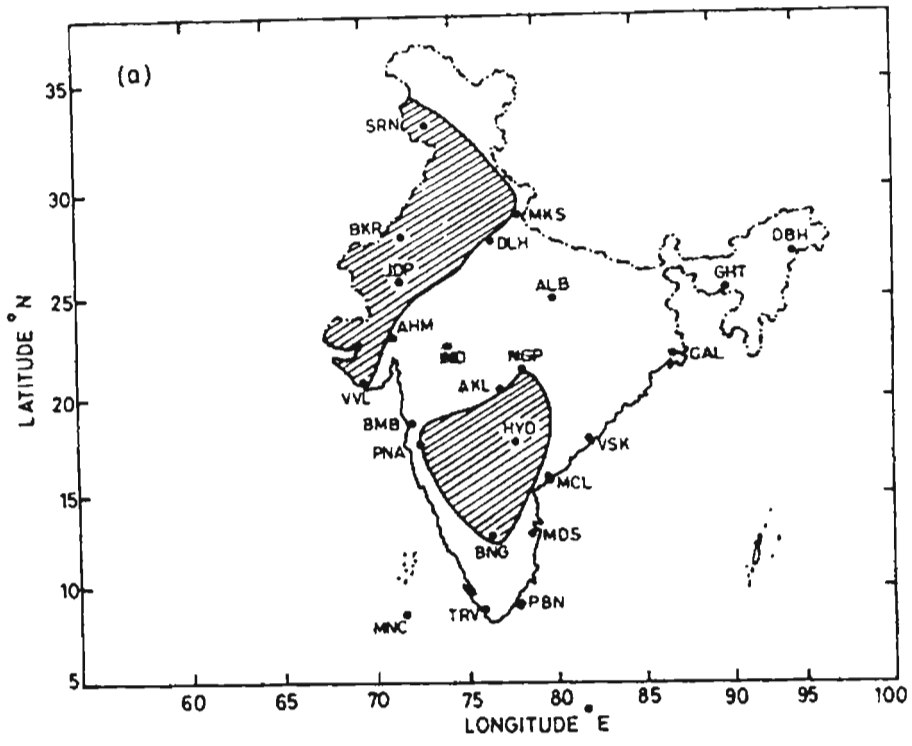 (a)
35
SRN
30
MKS
BKR
DLH
DBH
JDP
ALB
GHT
25
AHM
NGP
CAL
AKL
VVL
20
BMB
HYD
VSK
PNA
MCL
15
BNG
MDS
10
TRV
PBN
MNC
5
60 65 70 75 80 85 90 95 100
LONGITUDE °E
LATITUDE °N